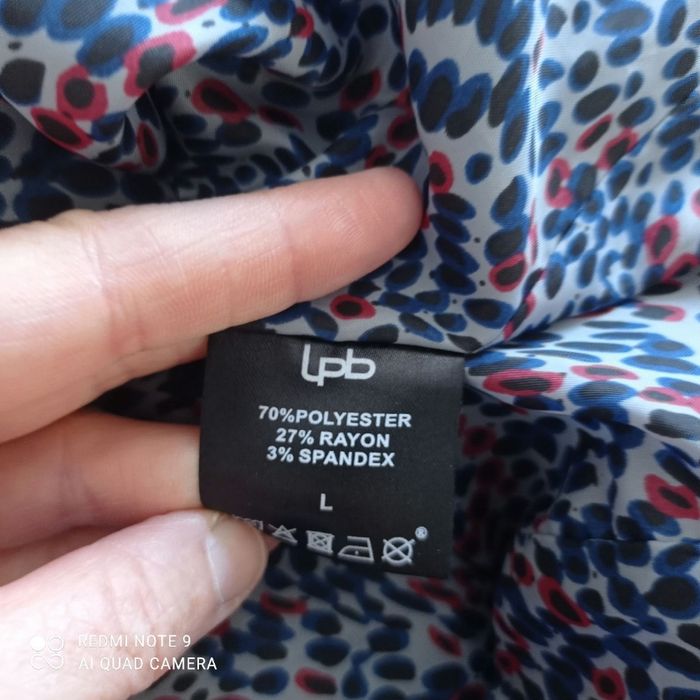 Lpb
70%POLYESTER
27% RAYON
3% SPANDEX
L
®
REDMI NOTE 9
AI QUAD CAMERA